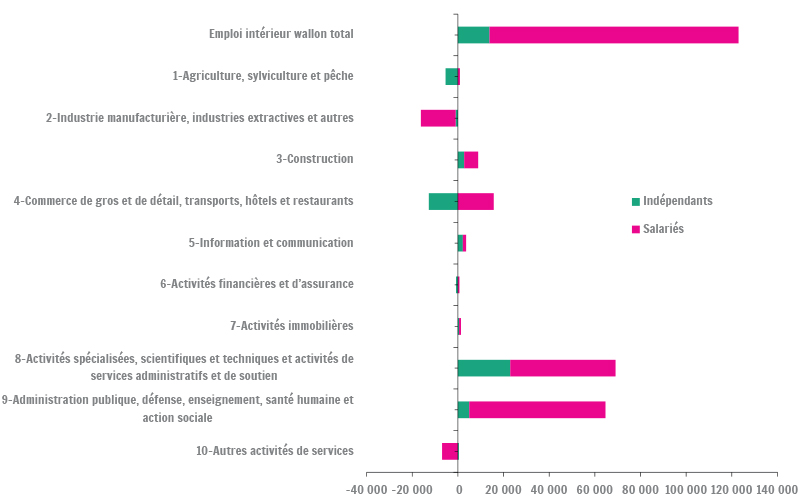 Emploi intérieur wallon total
1-Agriculture, sylviculture et pêche
2-Industrie manufacturière, industries extractives et autres
3-Construction
4-Commerce de gros et de détail, transports, hôtels et restaurants
Indépendants
Salariés
5-Information et communication
6-Activités financières et d'assurance
7-Activités immobilières
8-Activités spécialisées, scientifiques et techniques et activités de
services administratifs et de soutien
9-Administration publique, défense, enseignement, santé humaine et
action sociale
10-Autres activités de services
-40 000 -20 000 0 20 000 40 000 60 000 80 000 100 000 120 000 140 000